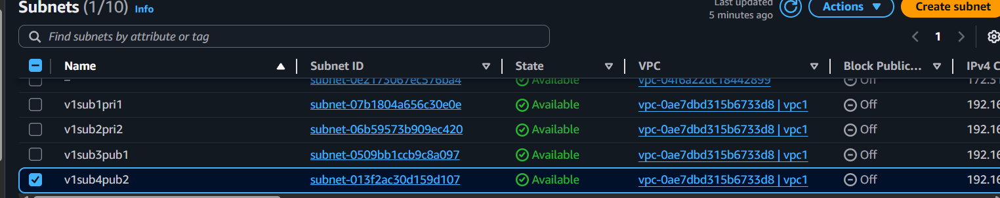 Subnets (1/10) Info
Last updated
5 minutes ago
Actions
Create subnet
Find subnets by attribute or tag
1
Name Subnet ID State VPC Block Public... IPv4 C
– subnet-0e2173067ec576ba4 Available vpc-04f6a22dc18442899 Off 172.3
v1sub1pri1 subnet-07b1804a656c30e0e Available vpc-0ae7dbd315b6733d8 | vpc1 Off 192.16
v1sub2pri2 subnet-06b59573b909ec420 Available vpc-0ae7dbd315b6733d8 | vpc1 Off 192.16
v1sub3pub1 subnet-0509bb1ccb9c8a097 Available vpc-0ae7dbd315b6733d8 | vpc1 Off 192.16
v1sub4pub2 subnet-013f2ac30d159d107 Available vpc-0ae7dbd315b6733d8 | vpc1 Off 192.16